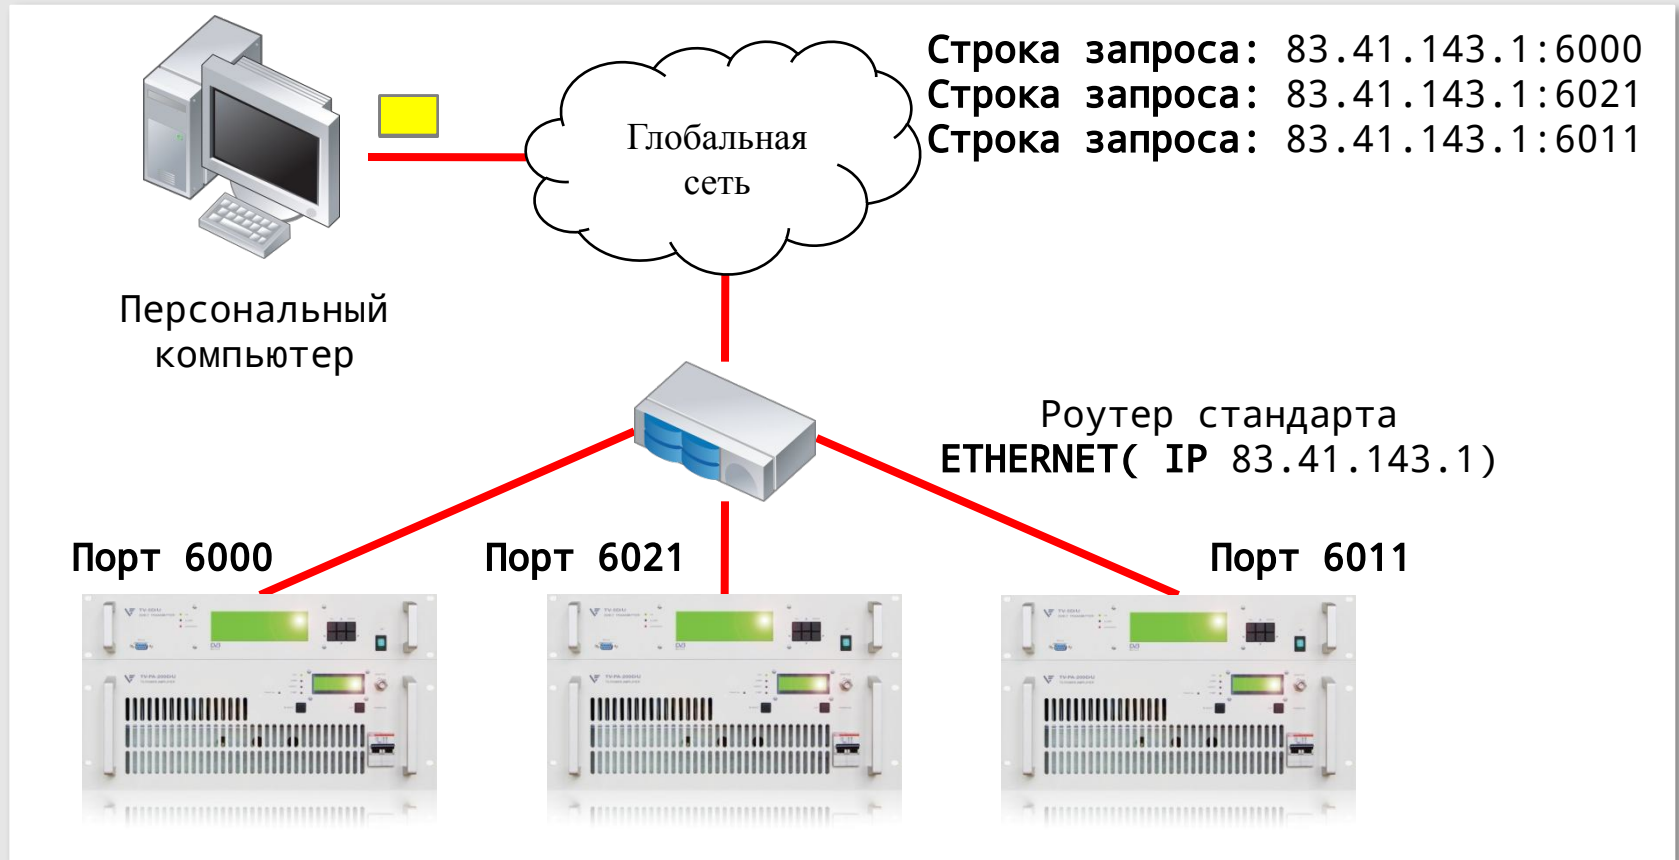 Строка запроса: 83.41.143.1:6000
Строка запроса: 83.41.143.1:6021
Строка запроса: 83.41.143.1:6011
Глобальная
сеть
Персональный
компьютер
Роутер стандарта
ETHERNET( IP 83.41.143.1)
Порт 6000
Порт 6021
Порт 6011